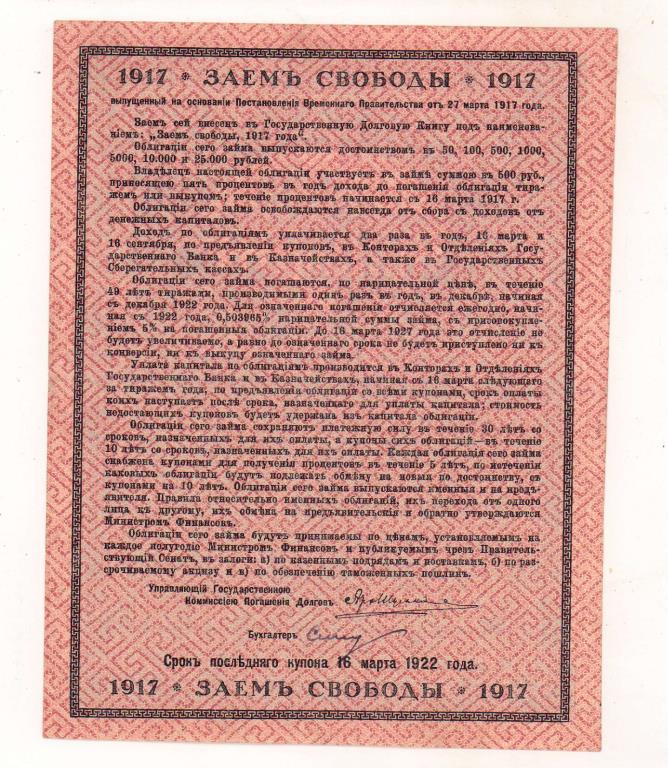 1917 * ЗАЕМЪ СВОБОДЫ * 1917
выпущенный на основаніи Постановленія Временнаго Правительства отъ 27 марта 1917 года.
Заемъ сей внесенъ въ Государственную Долговую Книгу подъ наименова-
ніемъ: „Заемъ свободы, 1917 года“.
Облигаціи сего займа выпускаются достоинствомъ въ 50, 100, 500, 1000,
5000, 10.000 и 25.000 рублей.
Владѣлецъ настоящей облигаціи участвуетъ въ займѣ суммою въ 500 руб.,
приносящею пять процентовъ въ годъ дохода до погашенія облигаціи тира-
жемъ или выкупомъ; теченіе процентовъ начинается съ 16 марта 1917 г.
Облигаціи сего займа освобождаются навсегда отъ сбора съ доходовъ отъ
денежныхъ капиталовъ.
Доходъ по облигаціямъ уплачивается два раза въ годъ, 16 марта и
16 сентября, по предъявленіи купоновъ, въ Конторахъ и Отдѣленіяхъ Госу-
дарственнаго Банка и въ Казначействахъ, а также въ Государственныхъ
Сберегательныхъ кассахъ.
Облигаціи сего займа погашаются, по нарицательной цѣнѣ, въ теченіе
49 лѣтъ тиражами, производимыми одинъ разъ въ годъ, въ декабрѣ, начиная
съ декабря 1922 года. Для означеннаго погашенія отчисляется ежегодно, начи-
ная съ 1922 года, 0,503965% нарицательной суммы займа, съ присовокупле-
ніемъ 5% на погашенныя облигаціи. До 16 марта 1927 года это отчисленіе не
будетъ увеличиваемо, а равно до означеннаго срока не будетъ приступлено ни къ
конверсіи, ни къ выкупу означеннаго займа.
Уплата капитала по облигаціямъ производится въ Конторахъ и Отдѣленіяхъ
Государственнаго Банка и въ Казначействахъ, начиная съ 16 марта слѣдующаго
за тиражемъ года; по предъявленіи облигацій со всѣми купонами, срокъ оплаты
коихъ наступаетъ послѣ срока, назначеннаго для уплаты капитала; стоимость
недостающихъ купоновъ будетъ удержана изъ капитала облигаціи.
Облигаціи сего займа сохраняютъ платежную силу въ теченіе 30 лѣтъ со
сроковъ, назначенныхъ для ихъ оплаты, а купоны сихъ облигацій—въ теченіе
10 лѣтъ со сроковъ, назначенныхъ для ихъ оплаты. Каждая облигація сего займа
снабжена купонами для полученія процентовъ въ теченіе 5 лѣтъ, по истеченіи
каковыхъ облигаціи будутъ подлежать обмѣну на новыя по достоинству, съ
купонами на 10 лѣтъ. Облигаціи сего займа выпускаются именныя и на предъ-
явителя. Правила относительно именныхъ облигацій, ихъ перехода отъ одного
лица къ другому, ихъ обмѣна на предъявительскія и обратно утверждаются
Министромъ Финансовъ.
Облигаціи сего займа будутъ принимаемы по цѣнамъ, установляемымъ на
каждое полугодіе Министромъ Финансовъ и публикуемымъ чрезъ Правитель-
ствующій Сенатъ, въ залоги: а) по казеннымъ подрядамъ и поставкамъ, б) по раз-
срочиваемому акцизу и в) по обезпеченію таможенныхъ пошлинъ.
Управляющій Государственною
Комиссіею Погашенія Долговъ
Бухгалтеръ
Срокъ послѣдняго купона 16 марта 1922 года.
1917 * ЗАЕМЪ СВОБОДЫ * 1917